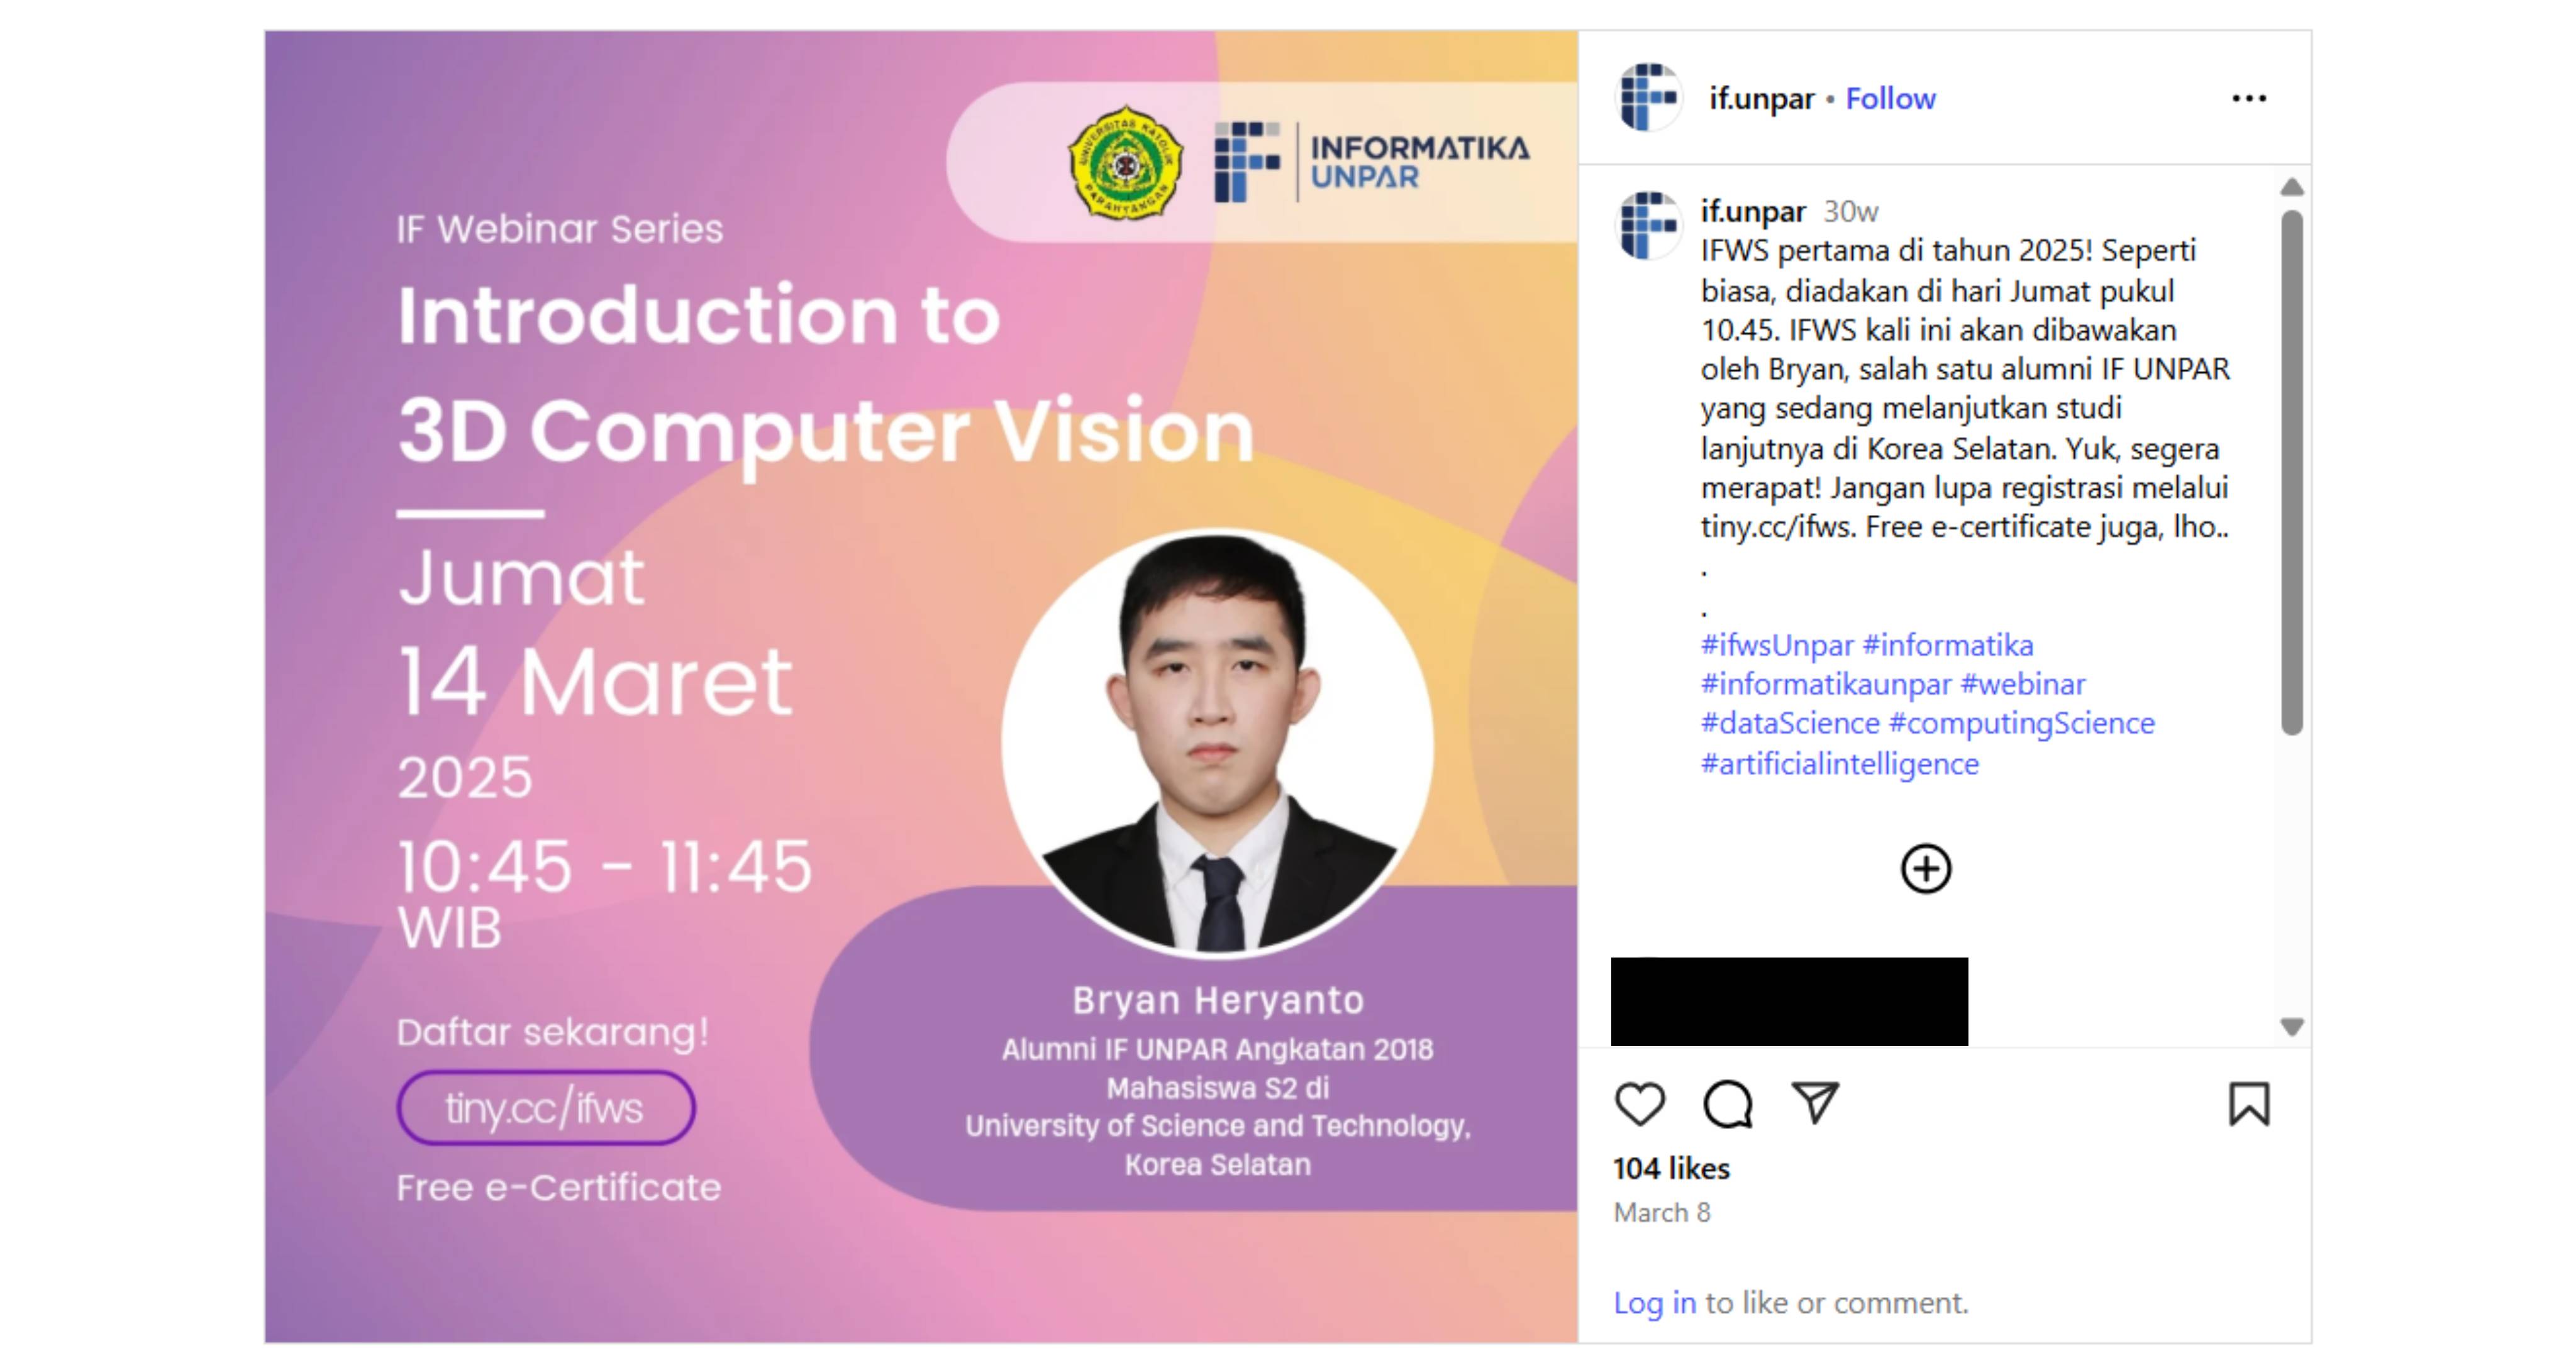 UNIVERSITAS KATOLIK
PARAHYANGAN
INFORMATIKA
UNPAR
IF Webinar Series
Introduction to
3D Computer Vision
Jumat
14 Maret
2025
10:45 - 11:45
WIB
Daftar sekarang!
tiny.cc/ifws
Free e-Certificate
Bryan Heryanto
Alumni IF UNPAR Angkatan 2018
Mahasiswa S2 di
University of Science and Technology,
Korea Selatan
if.unpar • Follow
if.unpar 30w
IFWS pertama di tahun 2025! Seperti
biasa, diadakan di hari Jumat pukul
10.45. IFWS kali ini akan dibawakan
oleh Bryan, salah satu alumni IF UNPAR
yang sedang melanjutkan studi
lanjutnya di Korea Selatan. Yuk, segera
merapat! Jangan lupa registrasi melalui
tiny.cc/ifws. Free e-certificate juga, lho..
.
.
#ifwsUnpar #informatika
#informatikaunpar #webinar
#dataScience #computingScience
#artificialintelligence
104 likes
March 8
Log in to like or comment.